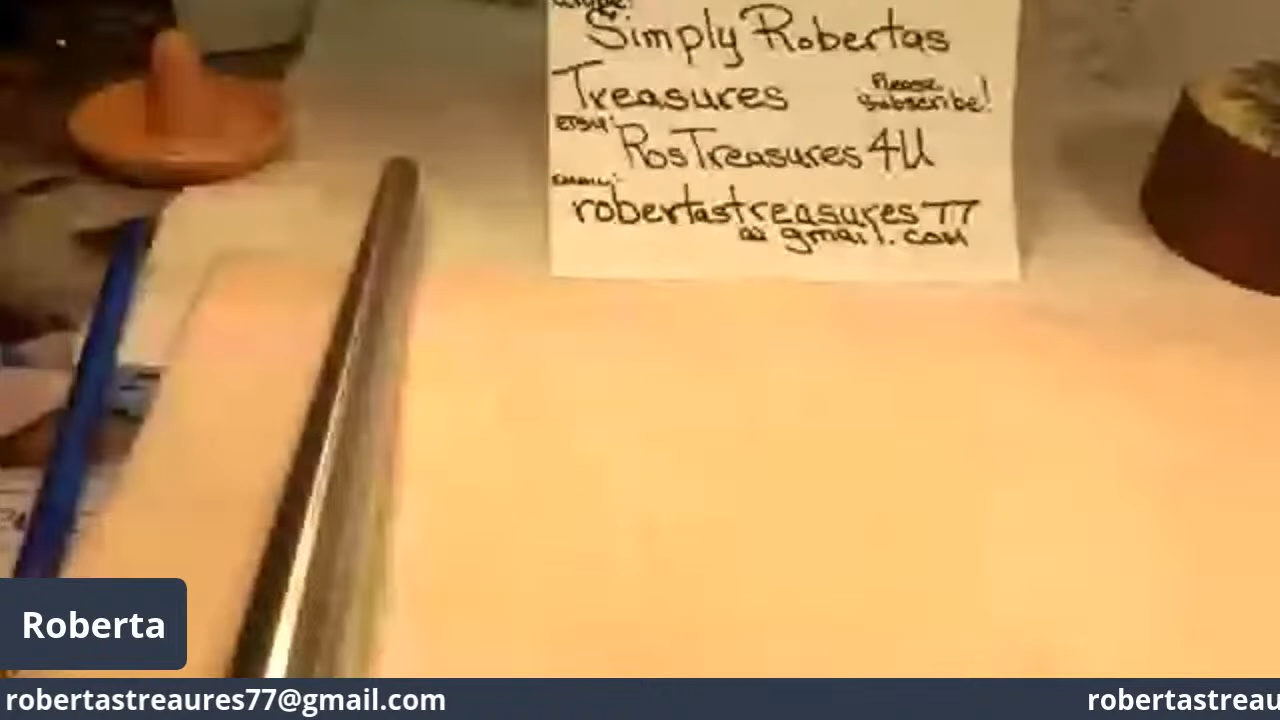 Simply Robertas
Treasures
Please
Subscribe!
ETSY:
RosTreasures4U
EMAIL:
robertastreasures77
@ gmail.com
Roberta
robertastreaures77@gmail.com
robertastreau